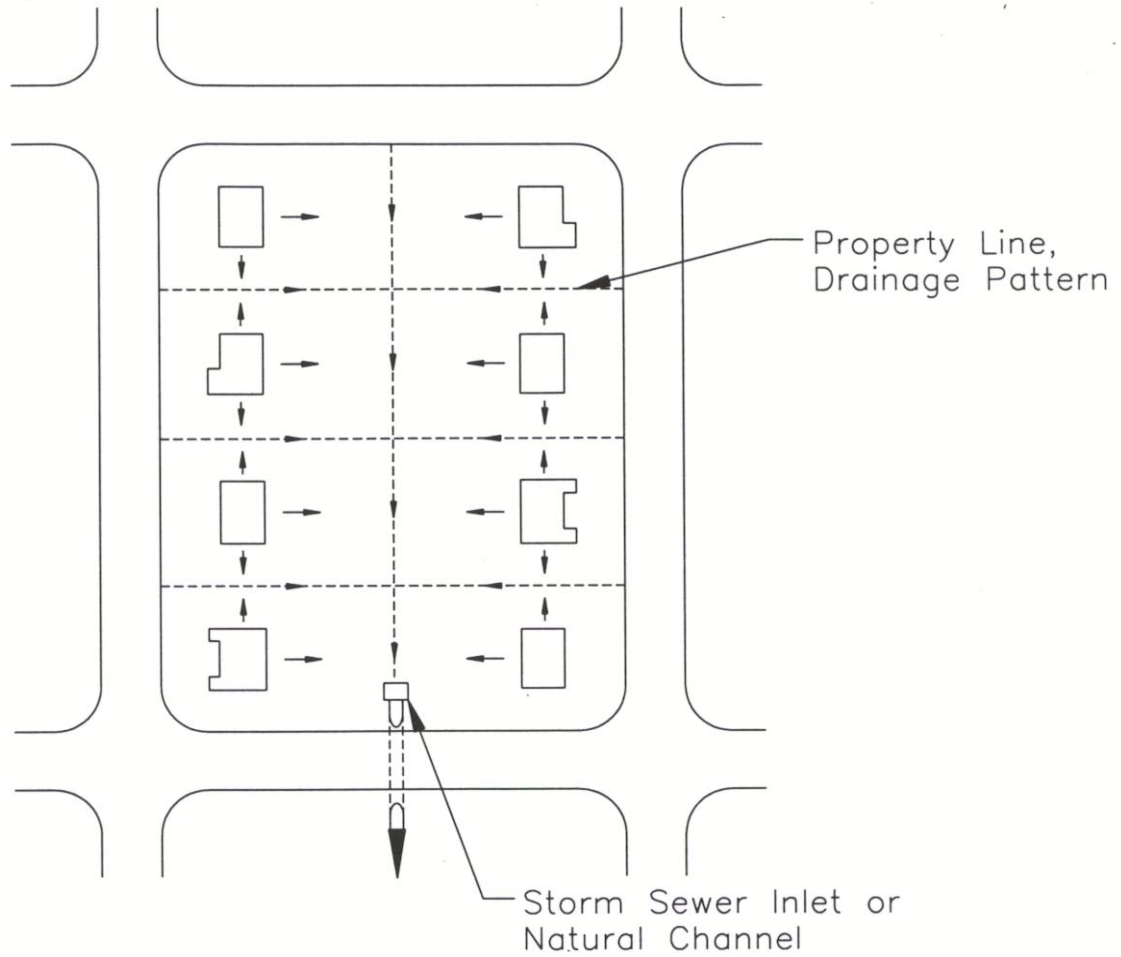 Property Line,
Drainage Pattern
Storm Sewer Inlet or
Natural Channel